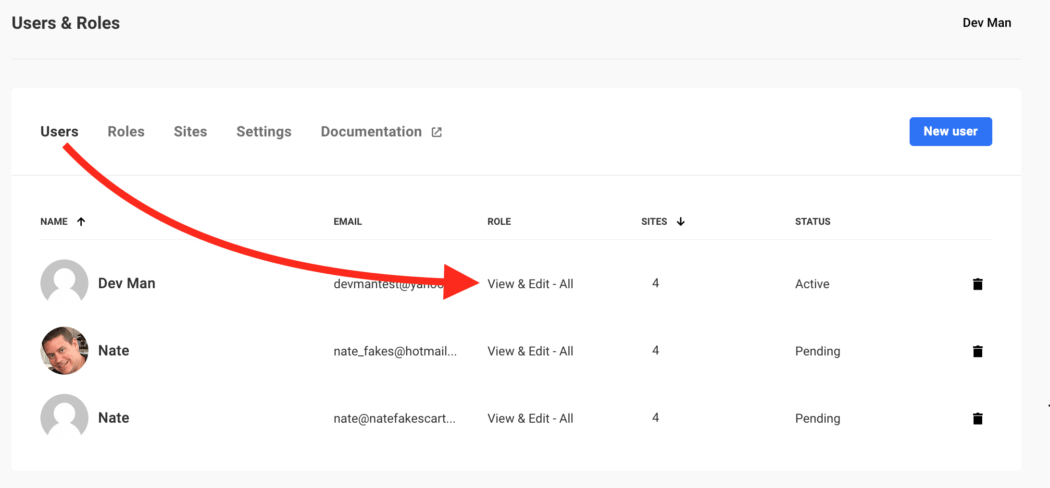 Users & Roles Dev Man
Users Roles Sites Settings Documentation New user
NAME EMAIL ROLE SITES STATUS
Dev Man devmantest@yahoo View & Edit - All 4 Active
Nate nate_fakes@hotmail... View & Edit - All 4 Pending
Nate nate@natefakescart... View & Edit - All 4 Pending